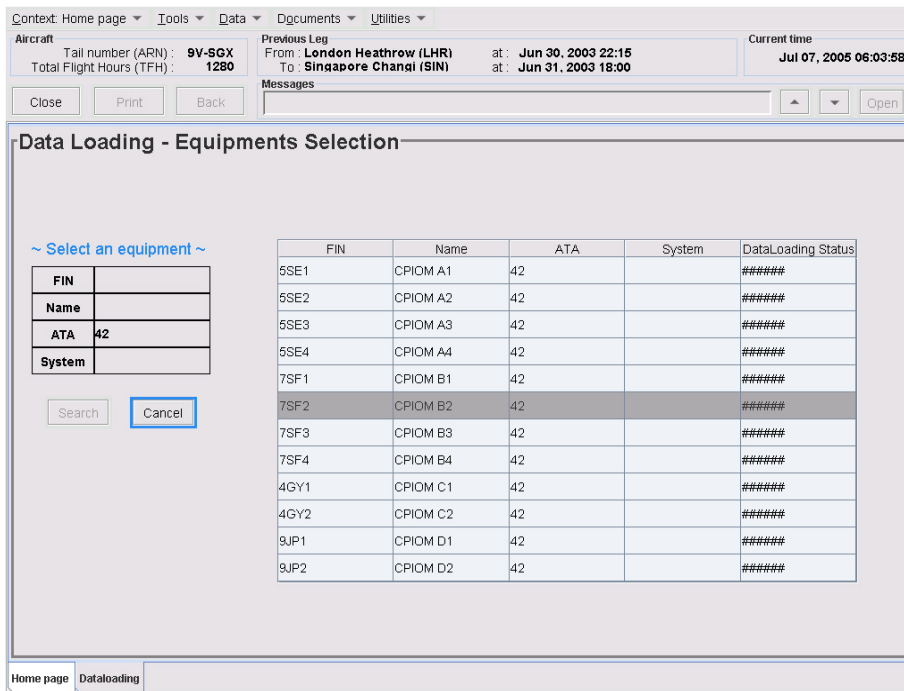 Context: Home page Tools Data Documents Utilities
Aircraft
Tail number (ARN) : 9V-SGX
Total Flight Hours (TFH) : 1280
Previous Leg
From : London Heathrow (LHR) at : Jun 30, 2003 22:15
To : Singapore Changi (SIN) at : Jun 31, 2003 18:00
Current time
Jul 07, 2005 06:03:58
Close Print Back
Messages
Open
Data Loading - Equipments Selection
~ Select an equipment ~
FIN
Name
ATA 42
System
Search Cancel
FIN Name ATA System DataLoading Status
5SE1 CPIOM A1 42 ######
5SE2 CPIOM A2 42 ######
5SE3 CPIOM A3 42 ######
5SE4 CPIOM A4 42 ######
7SF1 CPIOM B1 42 ######
7SF2 CPIOM B2 42 ######
7SF3 CPIOM B3 42 ######
7SF4 CPIOM B4 42 ######
4GY1 CPIOM C1 42 ######
4GY2 CPIOM C2 42 ######
9JP1 CPIOM D1 42 ######
9JP2 CPIOM D2 42 ######
Home page Dataloading